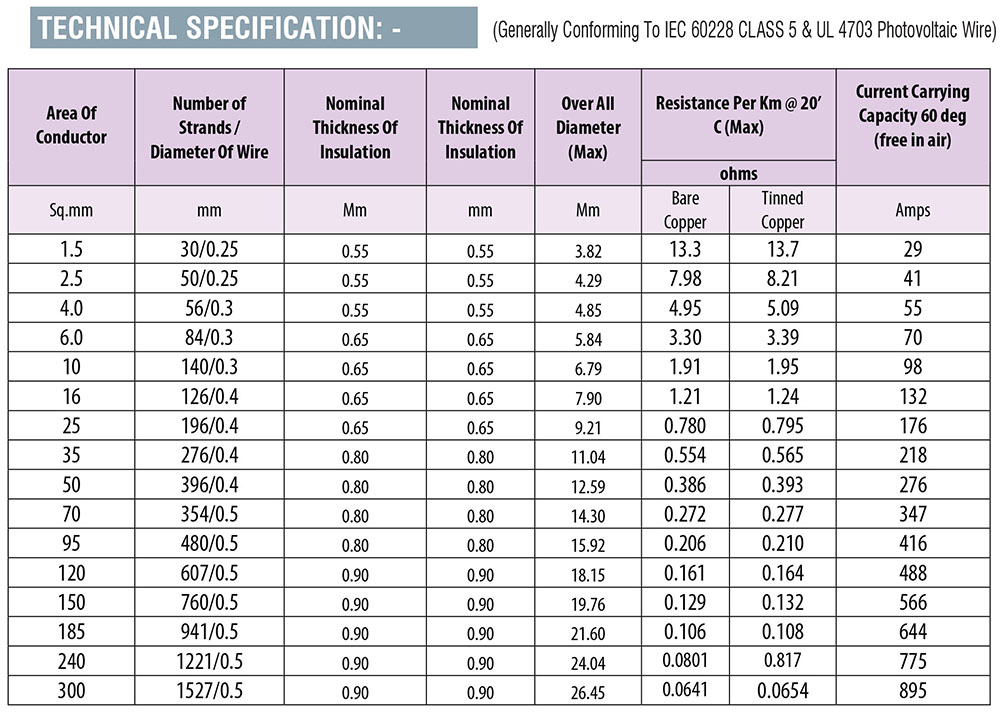 TECHNICAL SPECIFICATION: -
(Generally Conforming To IEC 60228 CLASS 5 & UL 4703 Photovoltaic Wire)
Area Of Conductor Number of Strands / Diameter Of Wire Nominal Thickness Of Insulation Nominal Thickness Of Insulation Over All Diameter (Max) Resistance Per Km @ 20’ C (Max) Current Carrying Capacity 60 deg (free in air)
ohms
Sq.mm mm Mm mm Mm Bare Copper Tinned Copper Amps
1.5 30/0.25 0.55 0.55 3.82 13.3 13.7 29
2.5 50/0.25 0.55 0.55 4.29 7.98 8.21 41
4.0 56/0.3 0.55 0.55 4.85 4.95 5.09 55
6.0 84/0.3 0.65 0.65 5.84 3.30 3.39 70
10 140/0.3 0.65 0.65 6.79 1.91 1.95 98
16 126/0.4 0.65 0.65 7.90 1.21 1.24 132
25 196/0.4 0.65 0.65 9.21 0.780 0.795 176
35 276/0.4 0.80 0.80 11.04 0.554 0.565 218
50 396/0.4 0.80 0.80 12.59 0.386 0.393 276
70 354/0.5 0.80 0.80 14.30 0.272 0.277 347
95 480/0.5 0.80 0.80 15.92 0.206 0.210 416
120 607/0.5 0.90 0.90 18.15 0.161 0.164 488
150 760/0.5 0.90 0.90 19.76 0.129 0.132 566
185 941/0.5 0.90 0.90 21.60 0.106 0.108 644
240 1221/0.5 0.90 0.90 24.04 0.0801 0.817 775
300 1527/0.5 0.90 0.90 26.45 0.0641 0.0654 895